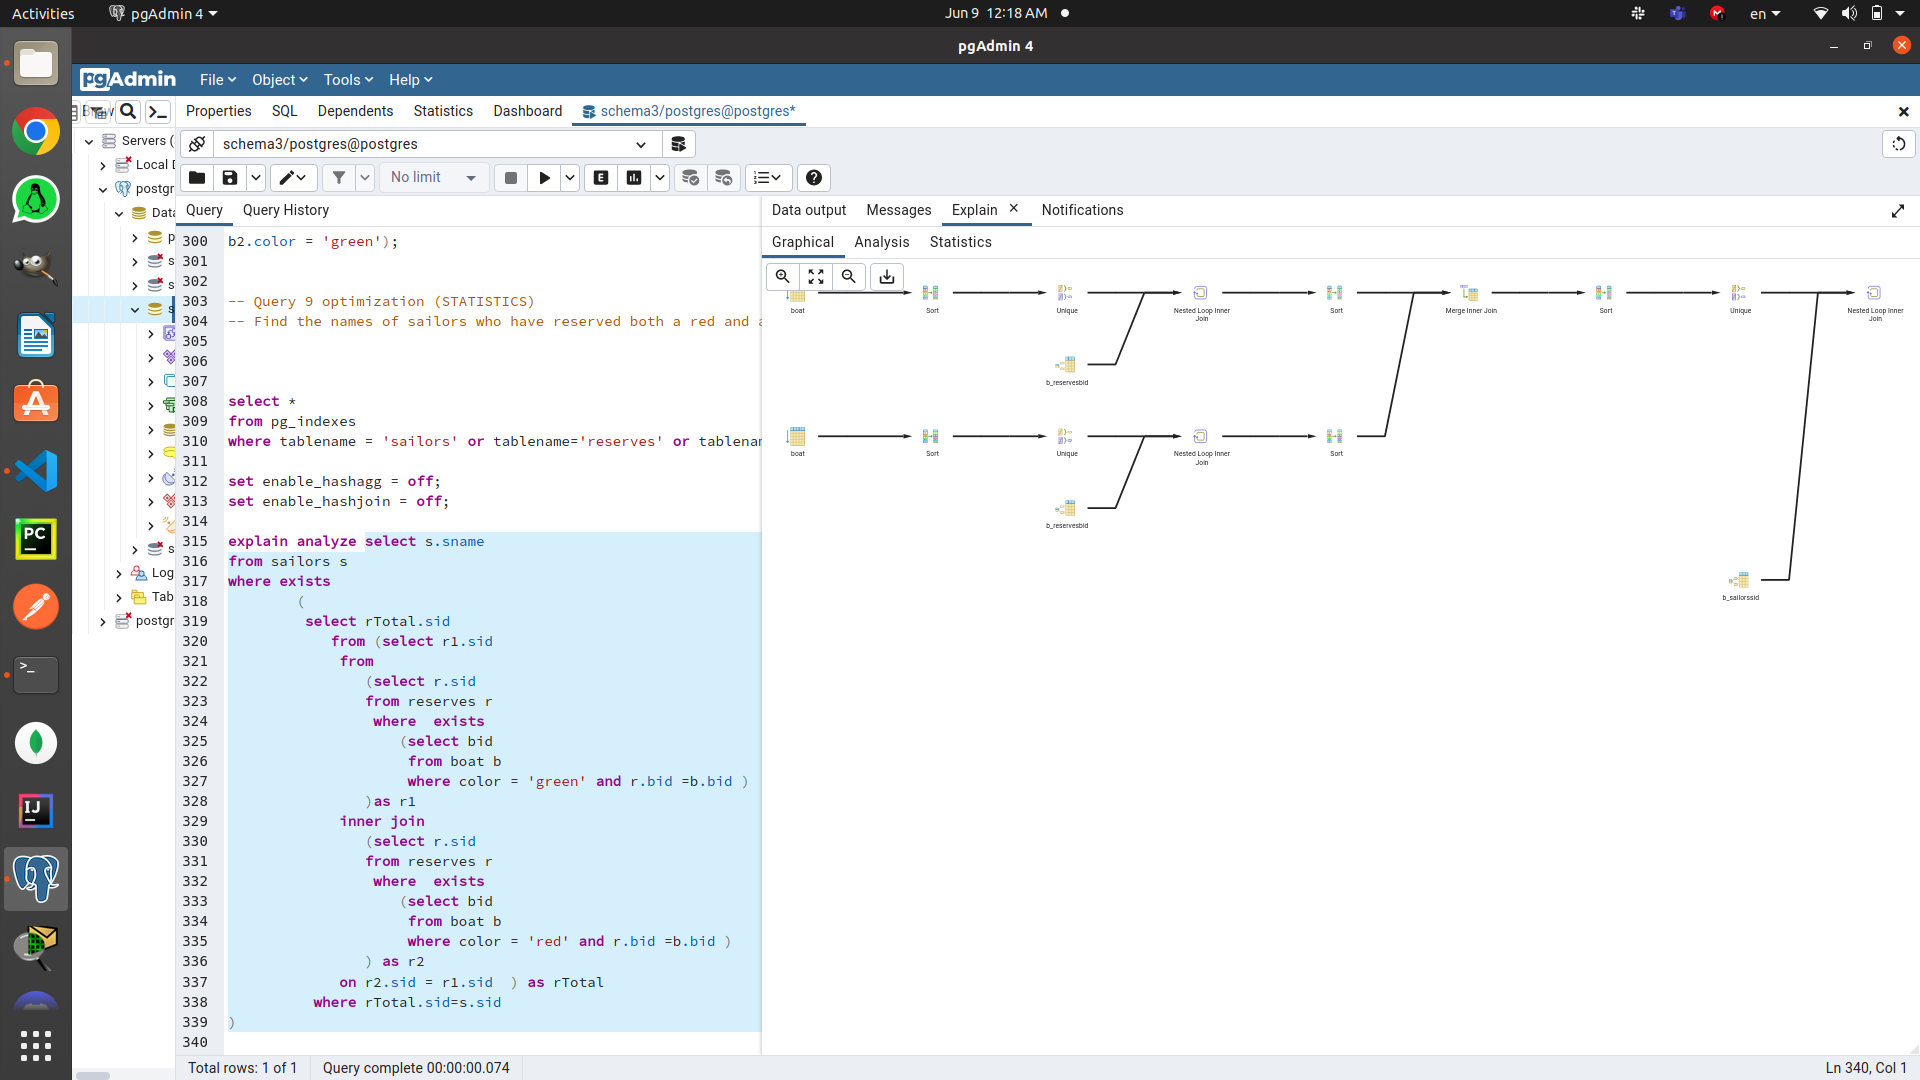 Activities
pgAdmin 4
Jun 9 12:18 AM
en
pgAdmin 4
pgAdmin
File
Object
Tools
Help
Properties
SQL
Dependents
Statistics
Dashboard
schema3/postgres@postgres*
Servers (
Local D
postgr
Data
p
s
s
s
s
Log
Tab
postgr
schema3/postgres@postgres
No limit
Query
Query History
300 b2.color = 'green');
301
302
303 -- Query 9 optimization (STATISTICS)
304 -- Find the names of sailors who have reserved both a red and a
305
306
307
308 select *
309 from pg_indexes
310 where tablename = 'sailors' or tablename='reserves' or tablenam
311
312 set enable_hashagg = off;
313 set enable_hashjoin = off;
314
315 explain analyze select s.sname
316 from sailors s
317 where exists
318 (
319 select rTotal.sid
320 from (select r1.sid
321 from
322 (select r.sid
323 from reserves r
324 where  exists
325 (select bid
326 from boat b
327 where color = 'green' and r.bid =b.bid )
328 )as r1
329 inner join
330 (select r.sid
331 from reserves r
332 where  exists
333 (select bid
334 from boat b
335 where color = 'red' and r.bid =b.bid )
336 ) as r2
337 on r2.sid = r1.sid  ) as rTotal
338 where rTotal.sid=s.sid
339 )
340
Data output
Messages
Explain
Notifications
Graphical
Analysis
Statistics
boat
Sort
Unique
Nested Loop Inner
Join
Sort
Merge Inner Join
Sort
Unique
Nested Loop Inner
Join
b_reservesbid
boat
Sort
Unique
Nested Loop Inner
Join
Sort
b_reservesbid
b_sailorssid
Total rows: 1 of 1
Query complete 00:00:00.074
Ln 340, Col 1